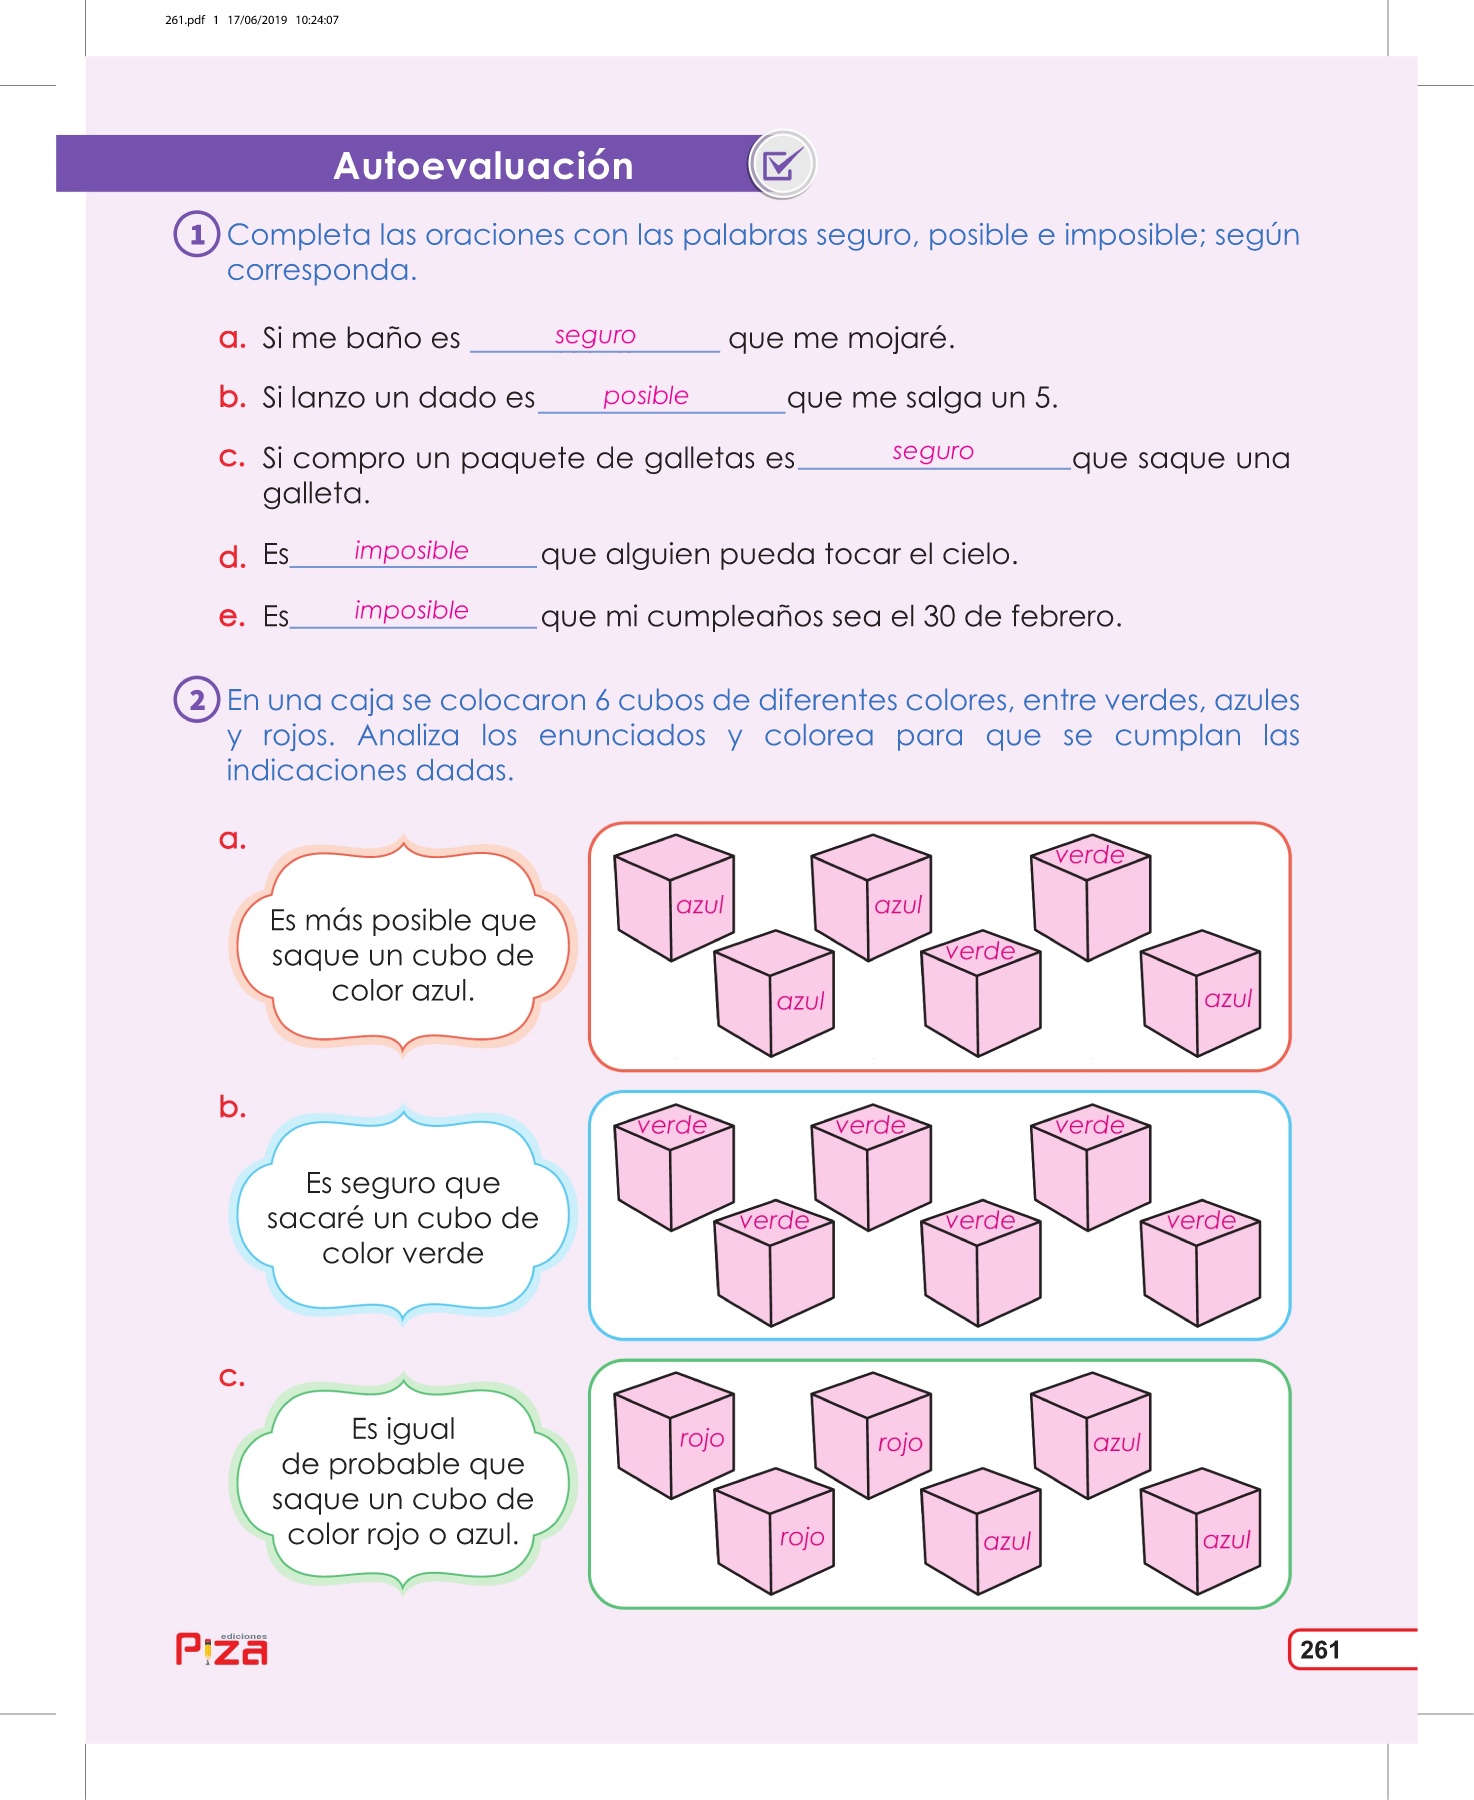 261.pdf 1 17/06/2019 10:24:07
Autoevaluación
1 Completa las oraciones con las palabras seguro, posible e imposible; según
corresponda.
a. Si me baño es seguro que me mojaré.
b. Si lanzo un dado es posible que me salga un 5.
c. Si compro un paquete de galletas es seguro que saque una
galleta.
d. Es imposible que alguien pueda tocar el cielo.
e. Es imposible que mi cumpleaños sea el 30 de febrero.
2 En una caja se colocaron 6 cubos de diferentes colores, entre verdes, azules
y rojos. Analiza los enunciados y colorea para que se cumplan las
indicaciones dadas.
a.
Es más posible que
saque un cubo de
color azul.
azul azul verde
azul verde azul
b.
Es seguro que
sacaré un cubo de
color verde
verde verde verde
verde verde verde
c.
Es igual
de probable que
saque un cubo de
color rojo o azul.
rojo rojo azul
rojo azul azul
ediciones
Piza
261